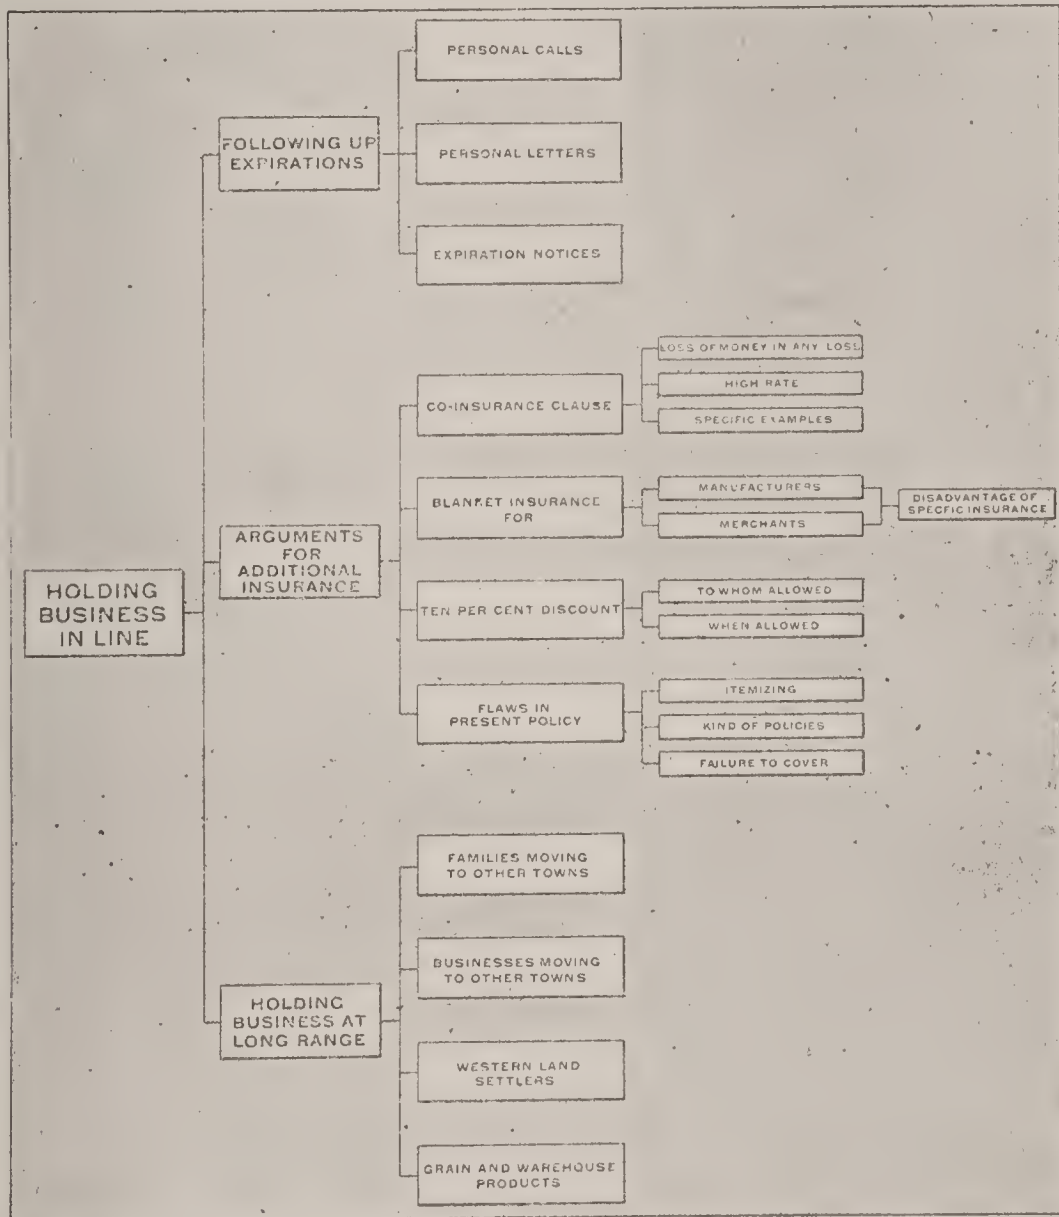 PERSONAL CALLS
FOLLOWING UP
EXPIRATIONS
PERSONAL LETTERS
EXPIRATION NOTICES
LOSS OF MONEY IN ANY LOSS
CO-INSURANCE CLAUSE
HIGH RATE
SPECIFIC EXAMPLES
BLANKET INSURANCE
FOR
MANUFACTURERS
MERCHANTS
DISADVANTAGE OF
SPECFIC INSURANCE
ARGUMENTS
FOR
ADDITIONAL
INSURANCE
HOLDING
BUSINESS
IN LINE
TEN PER CENT DISCOUNT
TO WHOM ALLOWED
WHEN ALLOWED
FLAWS IN
PRESENT POLICY
ITEMIZING
KIND OF POLICIES
FAILURE TO COVER
FAMILIES MOVING
TO OTHER TOWNS
BUSINESSES MOVING
TO OTHER TOWNS
HOLDING
BUSINESS AT
LONG RANGE
WESTERN LAND
SETTLERS
GRAIN AND WAREHOUSE
PRODUCTS